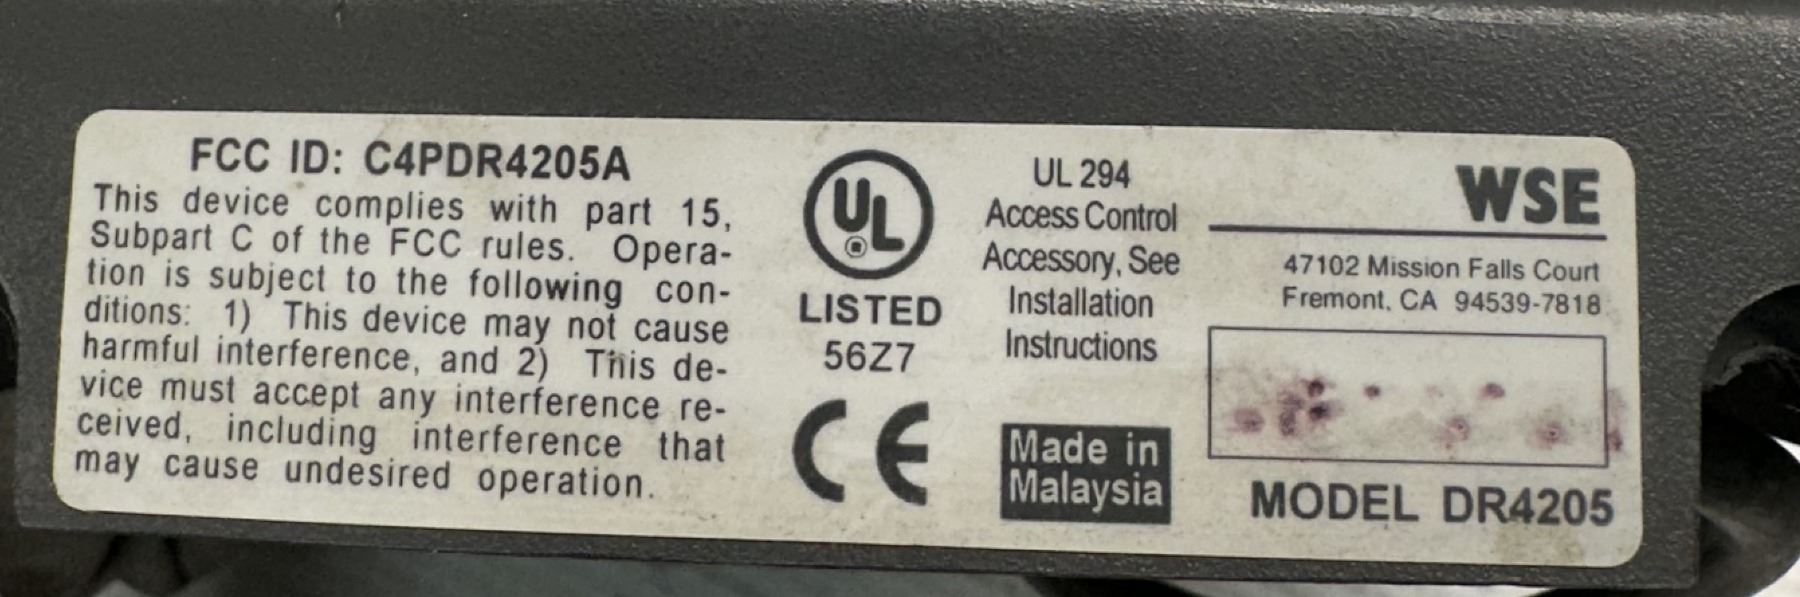 FCC ID: C4PDR4205A
This device complies with part 15,
Subpart C of the FCC rules. Opera-
tion is subject to the following con-
ditions: 1) This device may not cause
harmful interference, and 2) This de-
vice must accept any interference re-
ceived, including interference that
may cause undesired operation.
UL
®
LISTED
56Z7
CE
UL 294
Access Control
Accessory, See
Installation
Instructions
Made in
Malaysia
WSE
47102 Mission Falls Court
Fremont, CA 94539-7818
MODEL DR4205